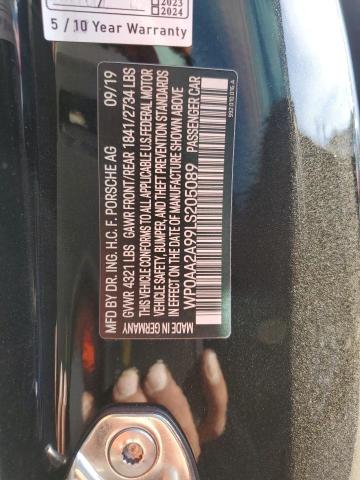 2023
2024
5 / 10 Year Warranty
MFD BY DR. ING. H.C. F. PORSCHE AG 09/19
GVWR 4321 LBS GAWR FRONT/REAR 1841/2734 LBS
THIS VEHICLE CONFORMS TO ALL APPLICABLE U.S. FEDERAL MOTOR
VEHICLE SAFETY, BUMPER, AND THEFT PREVENTION STANDARDS
IN EFFECT ON THE DATE OF MANUFACTURE SHOWN ABOVE
WP0AA2A99LS205089 PASSENGER CAR
MADE IN GERMANY